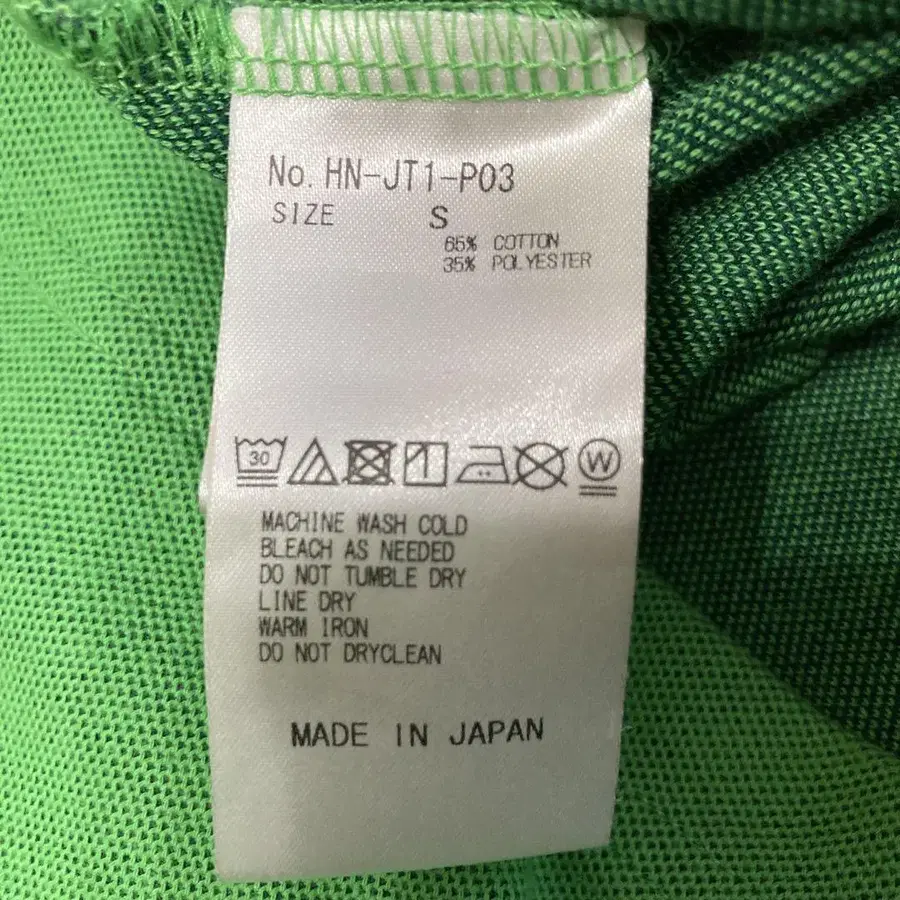 No. HN-JT1-P03
SIZE S
65% COTTON
35% POLYESTER
30 W
MACHINE WASH COLD
BLEACH AS NEEDED
DO NOT TUMBLE DRY
LINE DRY
WARM IRON
DO NOT DRYCLEAN
MADE IN JAPAN